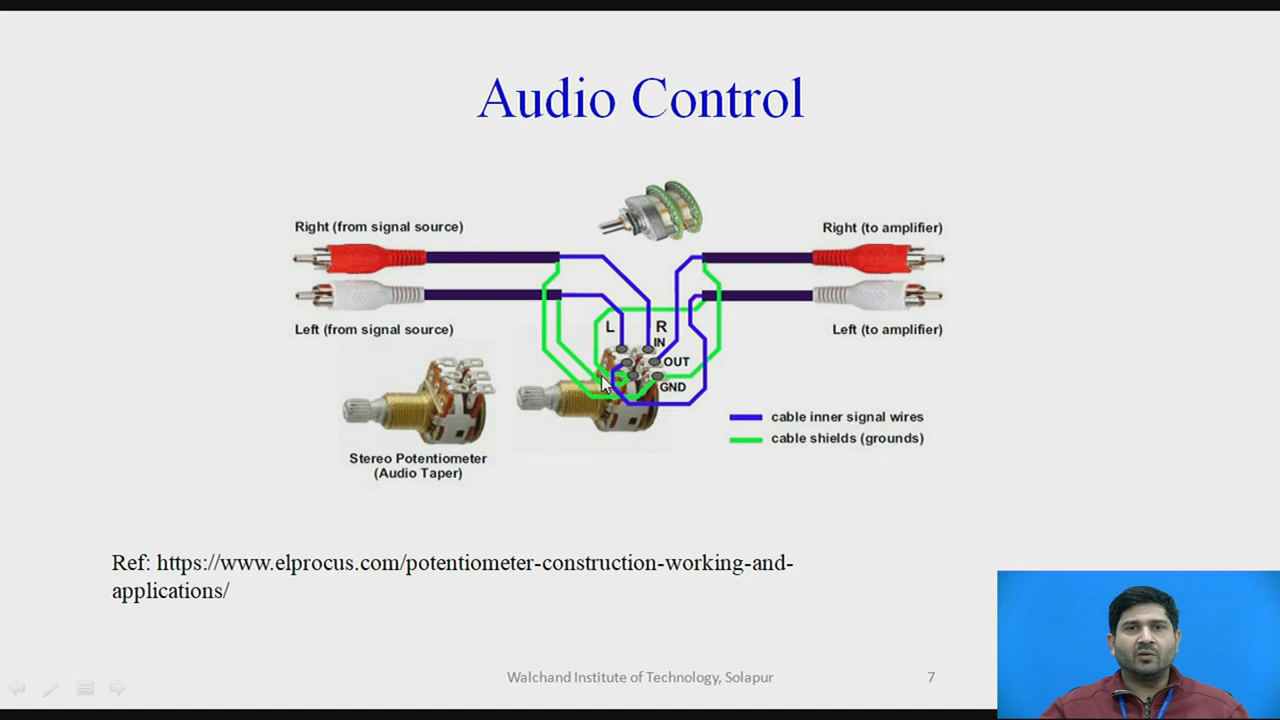 Audio Control
Right (from signal source)
Right (to amplifier)
Left (from signal source)
L
R
Left (to amplifier)
IN
OUT
GND
cable inner signal wires
cable shields (grounds)
Stereo Potentiometer
(Audio Taper)
Ref: https://www.elprocus.com/potentiometer-construction-working-and-
applications/
Walchand Institute of Technology, Solapur
7